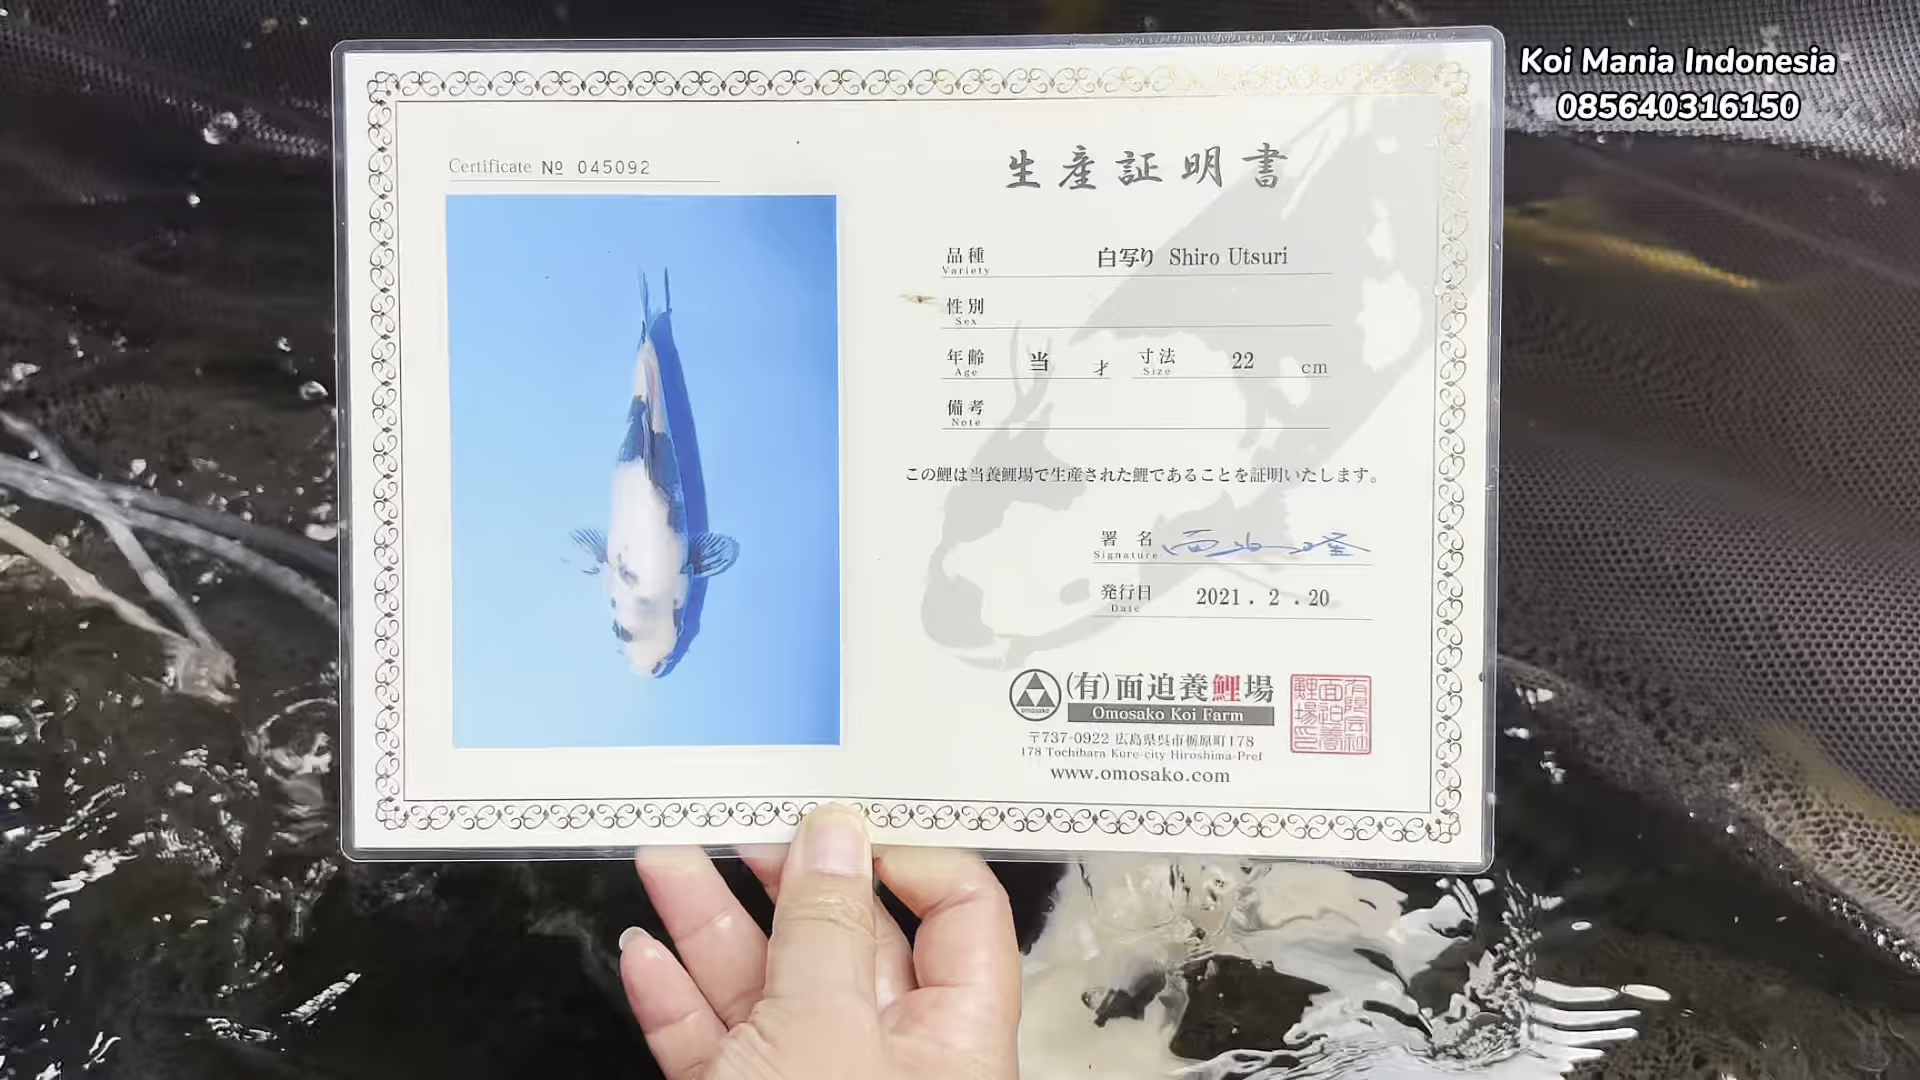 Koi Mania Indonesia
085640316150
Certificate № 045092
生産証明書
品種 白写り Shiro Utsuri
Variety
性別
Sex
年齢 当 才 寸法 22 cm
Age Size
備考
Note
この鯉は当養鯉場で生産された鯉であることを証明いたします。
署名
Signature
発行日 2021.2.20
Date
(有)面迫養鯉場
omosako
Omosako Koi Farm
〒737-0922 広島県呉市栃原町178
178 Tochibara Kure-city Hiroshima-Pref
www.omosako.com